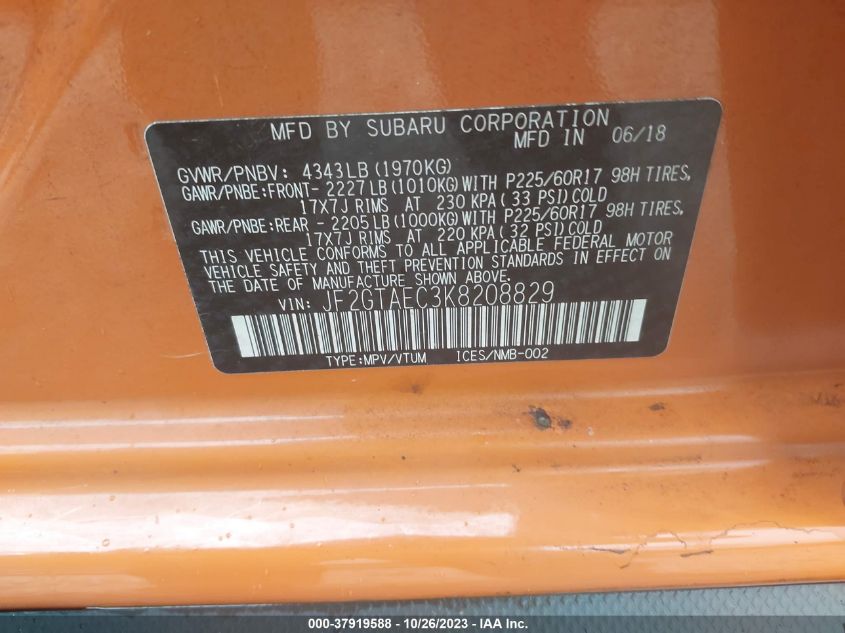 MFD BY SUBARU CORPORATION
MFD IN 06/18
GVWR/PNBV: 4343LB (1970KG)
GAWR/PNBE:FRONT- 2227LB (1010KG) WITH P225/60R17 98H TIRES,
17X7J RIMS AT 230 KPA ( 33 PSI) COLD
GAWR/PNBE:REAR - 2205LB (1000KG) WITH P225/60R17 98H TIRES,
17X7J RIMS AT 220 KPA ( 32 PSI) COLD
THIS VEHICLE CONFORMS TO ALL APPLICABLE FEDERAL MOTOR
VEHICLE SAFETY AND THEFT PREVENTION STANDARDS IN EFFECT ON
THE DATE OF MANUFACTURE SHOWN ABOVE.
VIN: JF2GTAEC3K8208829
TYPE:MPV/VTUM ICES/NMB-002
000-37919588 - 10/26/2023 - IAA Inc.